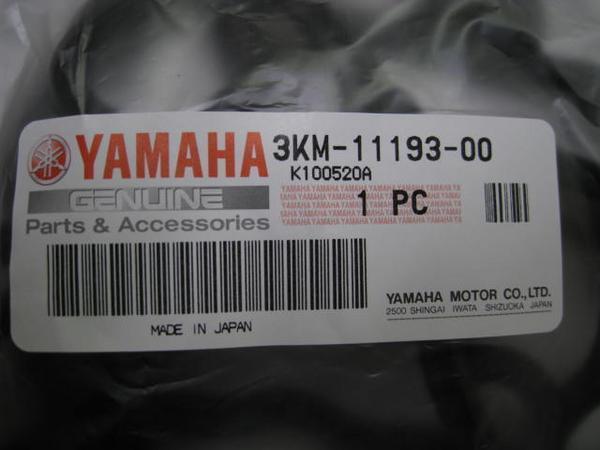 YAMAHA 3KM-11193-00
K100520A
GENUINE
Parts & Accessories
1 PC
MADE IN JAPAN
YAMAHA MOTOR CO., LTD.
2500 SHINGAI IWATA SHIZUOKA JAPAN